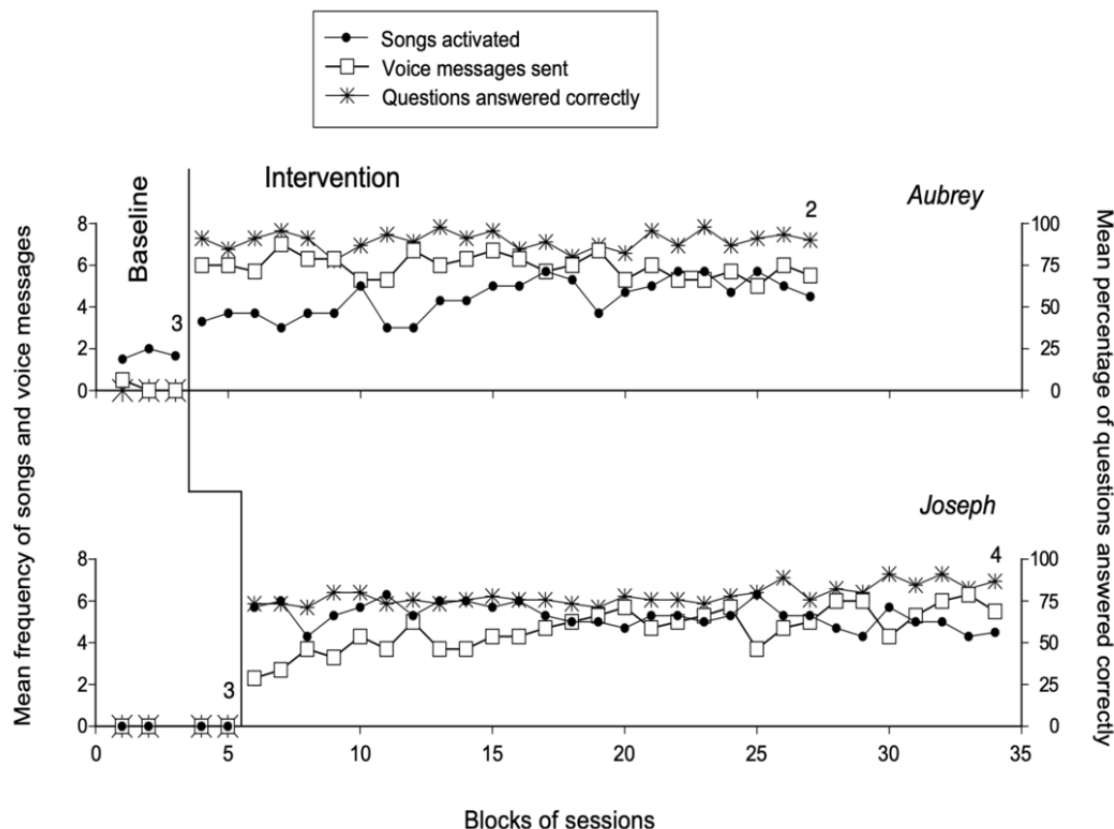 Songs activated
Voice messages sent
Questions answered correctly
Mean frequency of songs and voice messages
Mean percentage of questions answered correctly
Baseline
Intervention
Aubrey
3
2
8
6
4
2
0
100
75
50
25
0
Joseph
3
4
8
6
4
2
0
100
75
50
25
0
0 5 10 15 20 25 30 35
Blocks of sessions